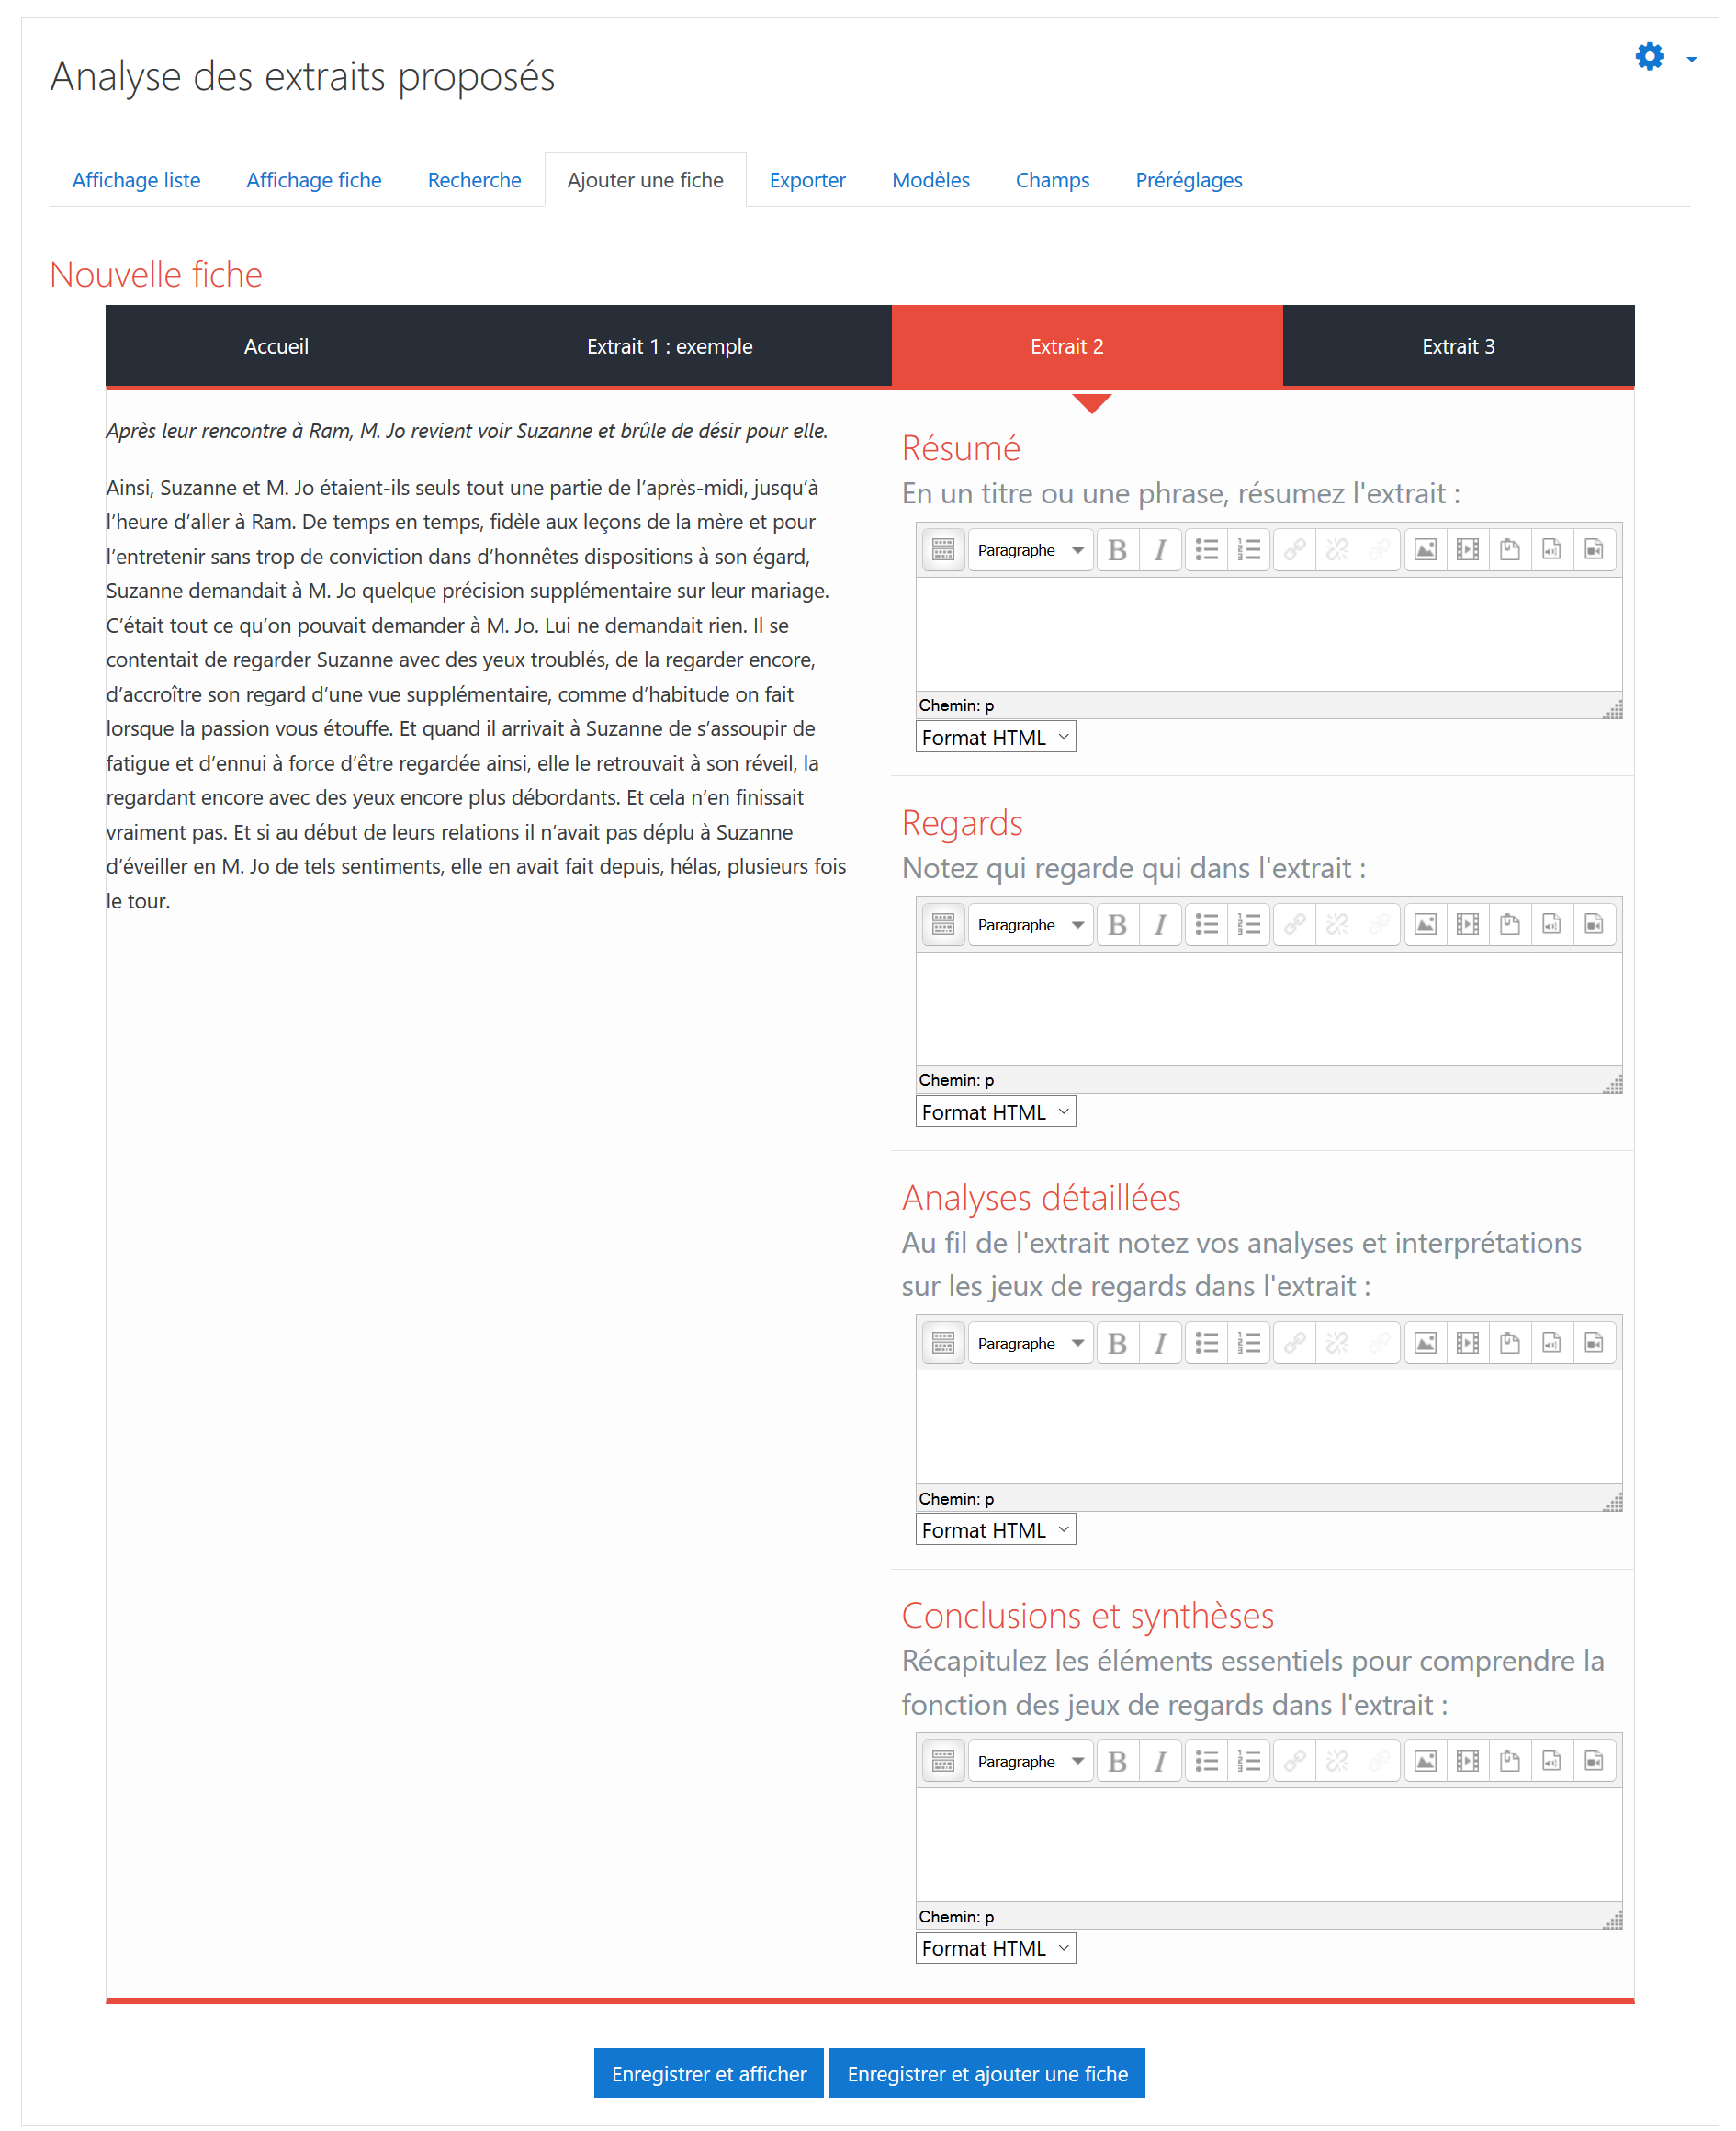 Analyse des extraits proposés
Affichage liste Affichage fiche Recherche Ajouter une fiche Exporter Modèles Champs Préréglages
Nouvelle fiche
Accueil Extrait 1 : exemple Extrait 2 Extrait 3
Après leur rencontre à Ram, M. Jo revient voir Suzanne et brûle de désir pour elle.
Ainsi, Suzanne et M. Jo étaient-ils seuls tout une partie de l’après-midi, jusqu’à
l’heure d’aller à Ram. De temps en temps, fidèle aux leçons de la mère et pour
l’entretenir sans trop de conviction dans d’honnêtes dispositions à son égard,
Suzanne demandait à M. Jo quelque précision supplémentaire sur leur mariage.
C’était tout ce qu’on pouvait demander à M. Jo. Lui ne demandait rien. Il se
contentait de regarder Suzanne avec des yeux troublés, de la regarder encore,
d’accroître son regard d’une vue supplémentaire, comme d’habitude on fait
lorsque la passion vous étouffe. Et quand il arrivait à Suzanne de s’assoupir de
fatigue et d’ennui à force d’être regardée ainsi, elle le retrouvait à son réveil, la
regardant encore avec des yeux encore plus débordants. Et cela n’en finissait
vraiment pas. Et si au début de leurs relations il n’avait pas déplu à Suzanne
d’éveiller en M. Jo de tels sentiments, elle en avait fait depuis, hélas, plusieurs fois
le tour.
Résumé
En un titre ou une phrase, résumez l'extrait :
Paragraphe B I
Chemin: p
Format HTML
Regards
Notez qui regarde qui dans l'extrait :
Paragraphe B I
Chemin: p
Format HTML
Analyses détaillées
Au fil de l'extrait notez vos analyses et interprétations
sur les jeux de regards dans l'extrait :
Paragraphe B I
Chemin: p
Format HTML
Conclusions et synthèses
Récapitulez les éléments essentiels pour comprendre la
fonction des jeux de regards dans l'extrait :
Paragraphe B I
Chemin: p
Format HTML
Enregistrer et afficher Enregistrer et ajouter une fiche